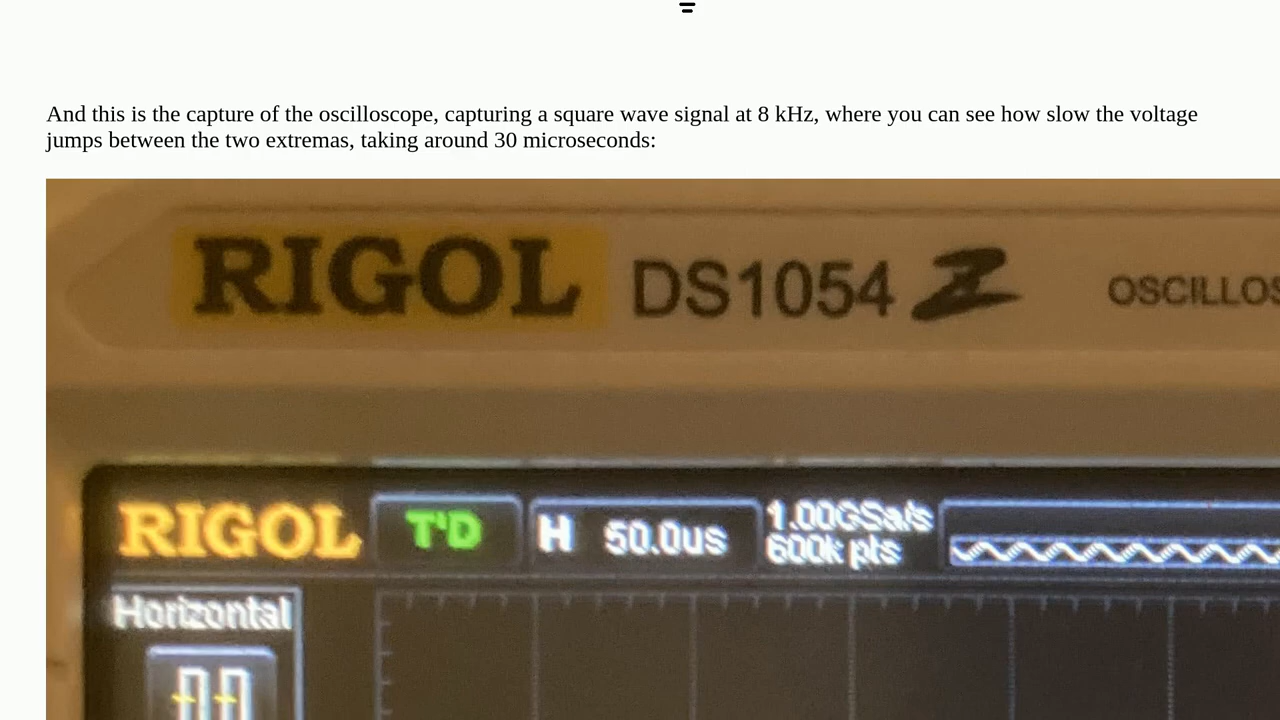 And this is the capture of the oscilloscope, capturing a square wave signal at 8 kHz, where you can see how slow the voltage
jumps between the two extremas, taking around 30 microseconds:
RIGOL DS1054 Z OSCILLOS
RIGOL T'D H 50.0us 1.00GSa/s
600k pts
Horizontal